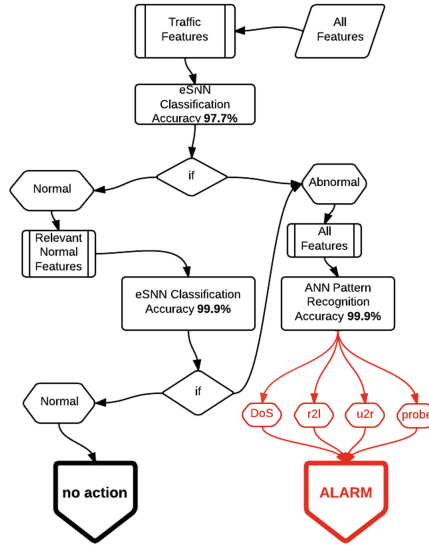 Traffic
Features
All
Features
eSNN
Classification
Accuracy 97.7%
if
Normal
Abnormal
Relevant
Normal
Features
All
Features
eSNN Classification
Accuracy 99.9%
ANN Pattern
Recognition
Accuracy 99.9%
if
Normal
DoS
r2l
u2r
probe
no action
ALARM